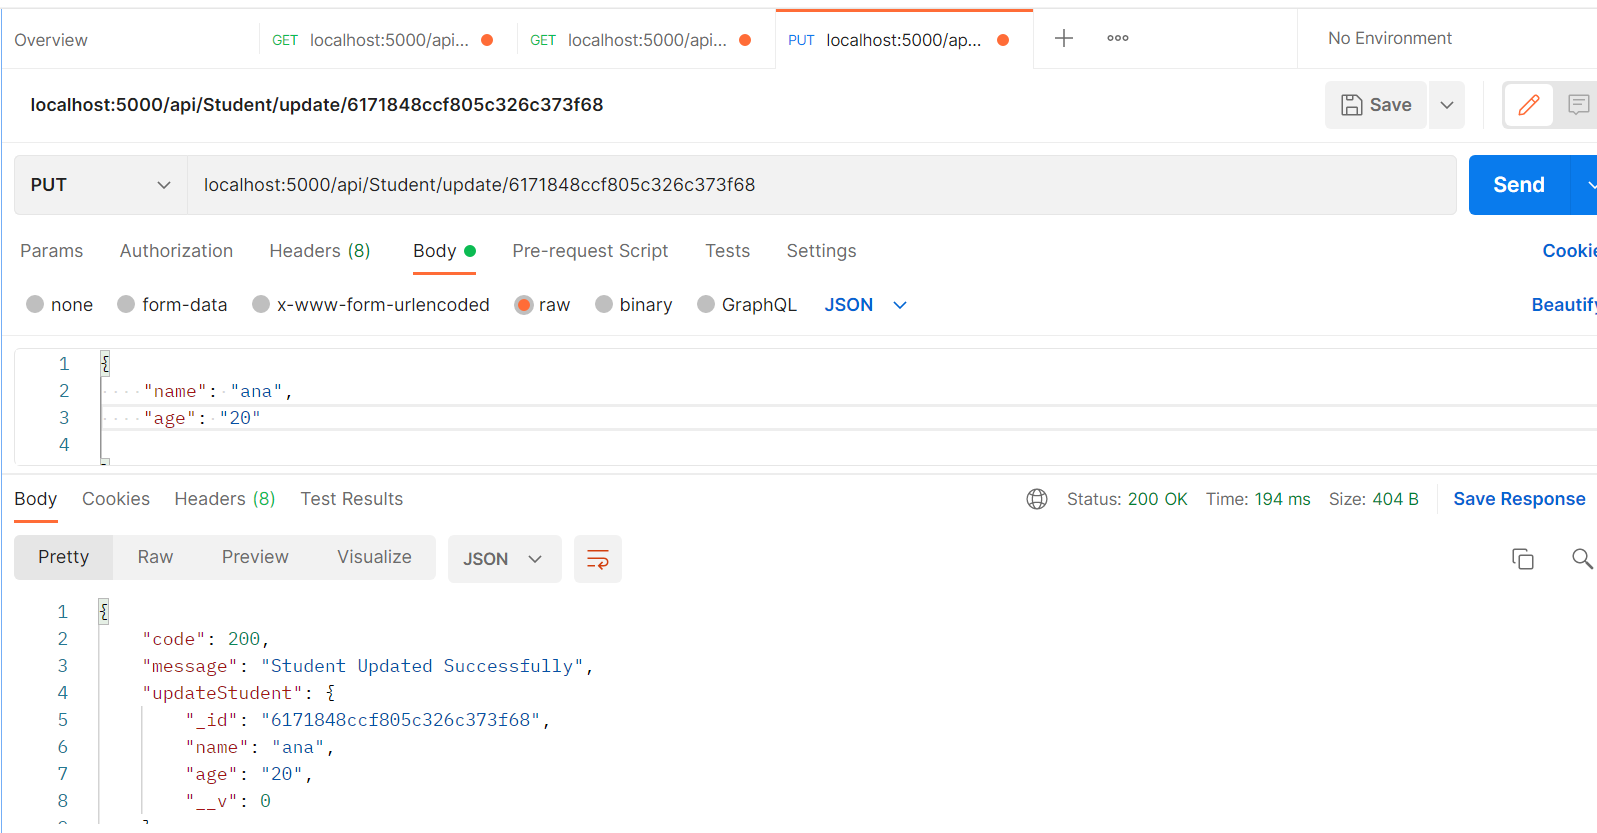 Overview GET localhost:5000/api... GET localhost:5000/api... PUT localhost:5000/ap... No Environment
localhost:5000/api/Student/update/6171848ccf805c326c373f68 Save
PUT localhost:5000/api/Student/update/6171848ccf805c326c373f68 Send
Params Authorization Headers (8) Body Pre-request Script Tests Settings Cookie
none form-data x-www-form-urlencoded raw binary GraphQL JSON Beautify
1 {
2 "name": "ana",
3 "age": "20"
4
Body Cookies Headers (8) Test Results Status: 200 OK Time: 194 ms Size: 404 B Save Response
Pretty Raw Preview Visualize JSON
1 {
2 "code": 200,
3 "message": "Student Updated Successfully",
4 "updateStudent": {
5 "_id": "6171848ccf805c326c373f68",
6 "name": "ana",
7 "age": "20",
8 "__v": 0